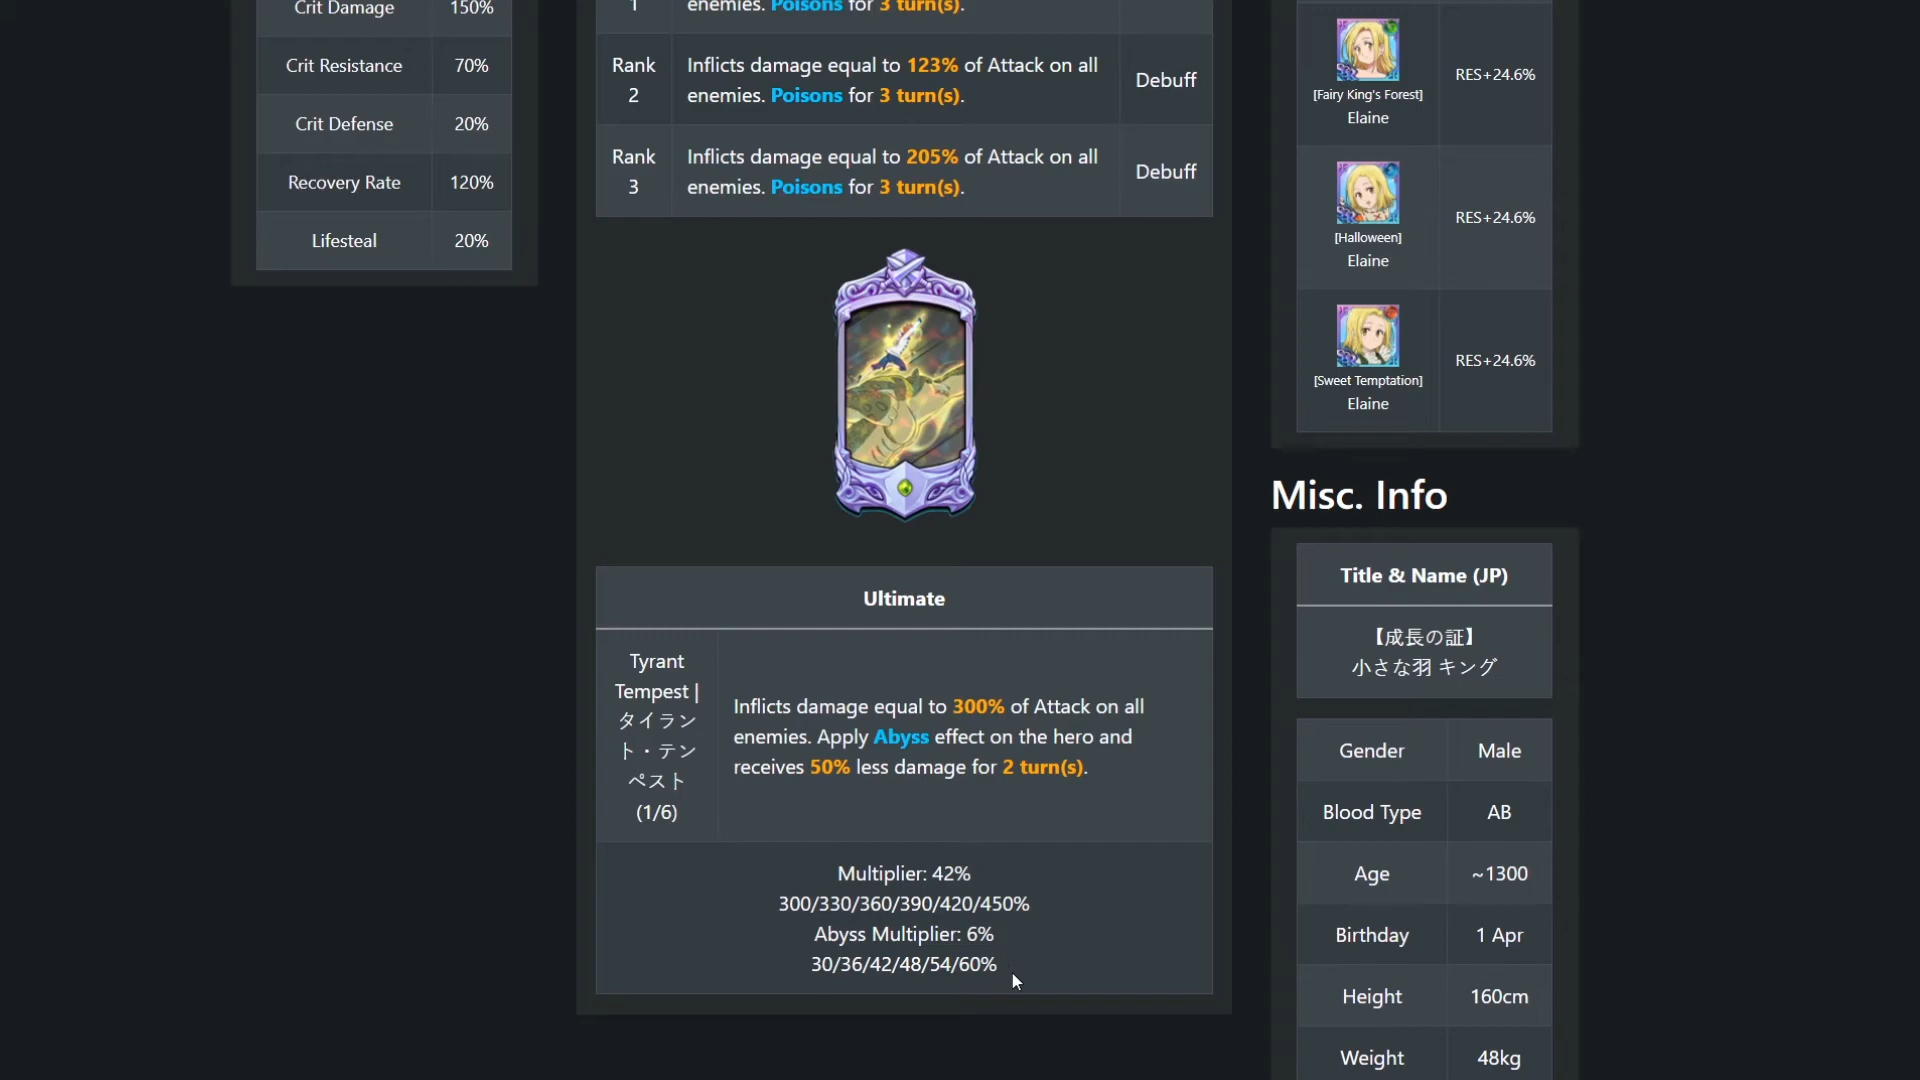 Crit Damage 150%
Crit Resistance 70%
Crit Defense 20%
Recovery Rate 120%
Lifesteal 20%
1
enemies. Poisons for 3 turn(s).
Rank
2
Inflicts damage equal to 123% of Attack on all
enemies. Poisons for 3 turn(s).
Debuff
Rank
3
Inflicts damage equal to 205% of Attack on all
enemies. Poisons for 3 turn(s).
Debuff
Ultimate
Tyrant
Tempest |
タイラン
ト・テン
ペスト
(1/6)
Inflicts damage equal to 300% of Attack on all
enemies. Apply Abyss effect on the hero and
receives 50% less damage for 2 turn(s).
Multiplier: 42%
300/330/360/390/420/450%
Abyss Multiplier: 6%
30/36/42/48/54/60%
[Fairy King's Forest]
Elaine
RES+24.6%
[Halloween]
Elaine
RES+24.6%
[Sweet Temptation]
Elaine
RES+24.6%
Misc. Info
Title & Name (JP)
【成長の証】
小さな羽 キング
Gender Male
Blood Type AB
Age ~1300
Birthday 1 Apr
Height 160cm
Weight 48kg